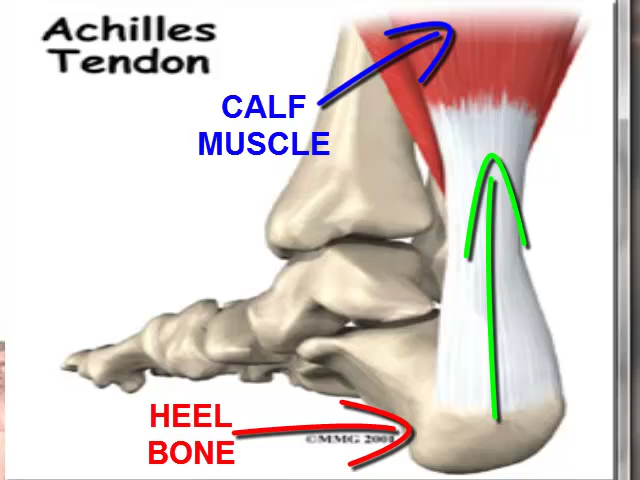 Achilles
Tendon
CALF
MUSCLE
HEEL
BONE
©MMG 2001